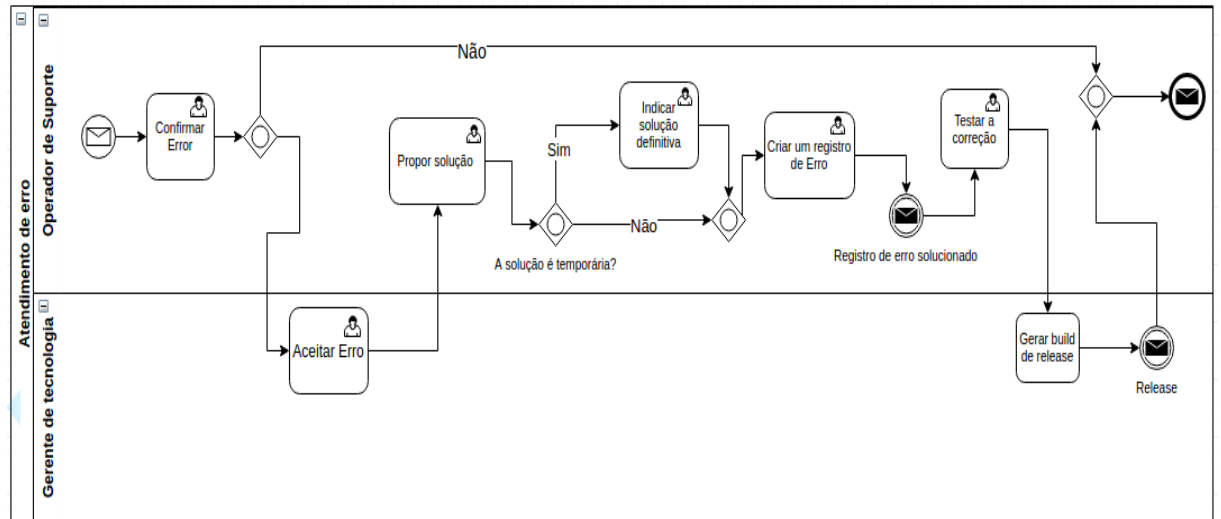 Atendimento de erro
Operador de Suporte
Não
Confirmar
Error
Propor solução
Sim
Indicar
solução
definitiva
Não
A solução é temporária?
Criar um registro
de Erro
Registro de erro solucionado
Testar a
correção
Gerente de tecnologia
Aceitar Erro
Gerar build
de release
Release